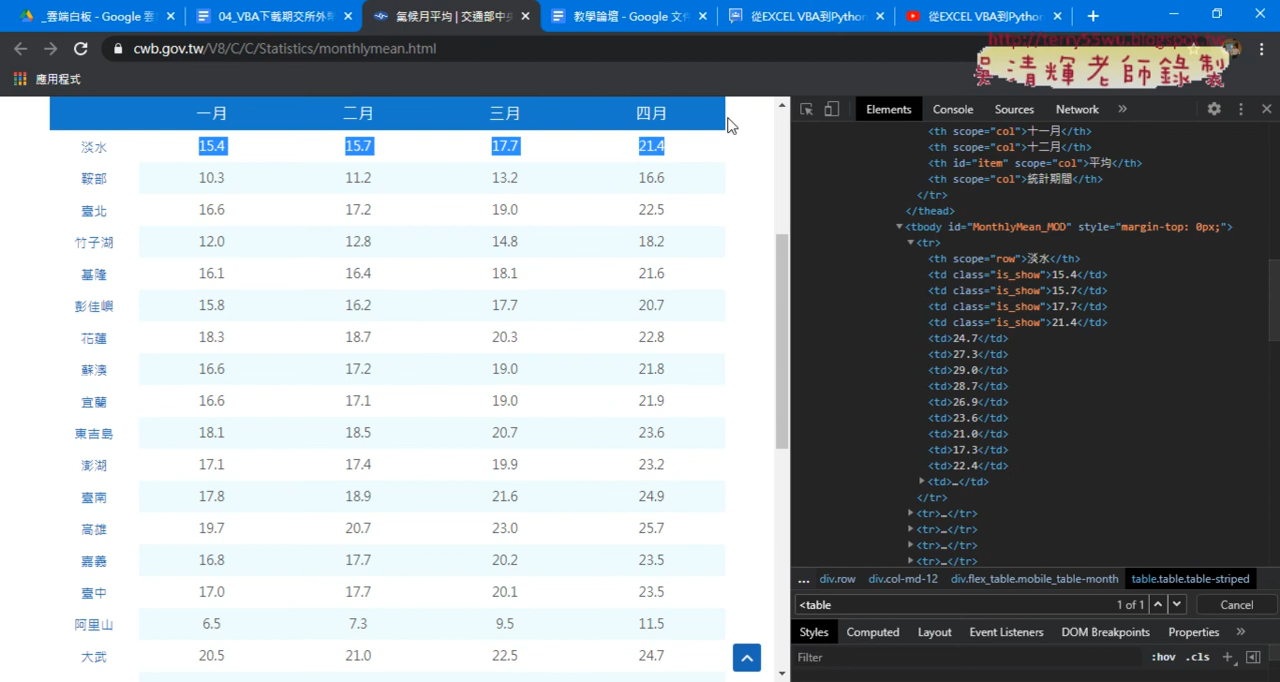 _雲端白板 - Google 雲
04_VBA下載期交所外幣
氣候月平均 | 交通部中央
教學論壇 - Google 文件
從EXCEL VBA到Python
從EXCEL VBA到Python
cwb.gov.tw/V8/C/C/Statistics/monthlymean.html
http://terry55wu.blogspot.tw
吳清輝老師錄製
應用程式
一月 二月 三月 四月
淡水 15.4 15.7 17.7 21.4
鞍部 10.3 11.2 13.2 16.6
臺北 16.6 17.2 19.0 22.5
竹子湖 12.0 12.8 14.8 18.2
基隆 16.1 16.4 18.1 21.6
彭佳嶼 15.8 16.2 17.7 20.7
花蓮 18.3 18.7 20.3 22.8
蘇澳 16.6 17.2 19.0 21.8
宜蘭 16.6 17.1 19.0 21.9
東吉島 18.1 18.5 20.7 23.6
澎湖 17.1 17.4 19.9 23.2
臺南 17.8 18.9 21.6 24.9
高雄 19.7 20.7 23.0 25.7
嘉義 16.8 17.7 20.2 23.5
臺中 17.0 17.7 20.1 23.5
阿里山 6.5 7.3 9.5 11.5
大武 20.5 21.0 22.5 24.7
Elements Console Sources Network »
<th scope="col">十一月</th>
<th scope="col">十二月</th>
<th id="item" scope="col">平均</th>
<th scope="col">統計期間</th>
</tr>
</thead>
<tbody id="MonthlyMean_MOD" style="margin-top: 0px;">
<tr>
<th scope="row">淡水</th>
<td class="is_show">15.4</td>
<td class="is_show">15.7</td>
<td class="is_show">17.7</td>
<td class="is_show">21.4</td>
<td>24.7</td>
<td>27.3</td>
<td>29.0</td>
<td>28.7</td>
<td>26.9</td>
<td>23.6</td>
<td>21.0</td>
<td>17.3</td>
<td>22.4</td>
<td>…</td>
</tr>
<tr>…</tr>
<tr>…</tr>
<tr>…</tr>
<tr>…</tr>
... div.row div.col-md-12 div.flex_table.mobile_table-month table.table.table-striped
<table 1 of 1 Cancel
Styles Computed Layout Event Listeners DOM Breakpoints Properties »
Filter :hov .cls +